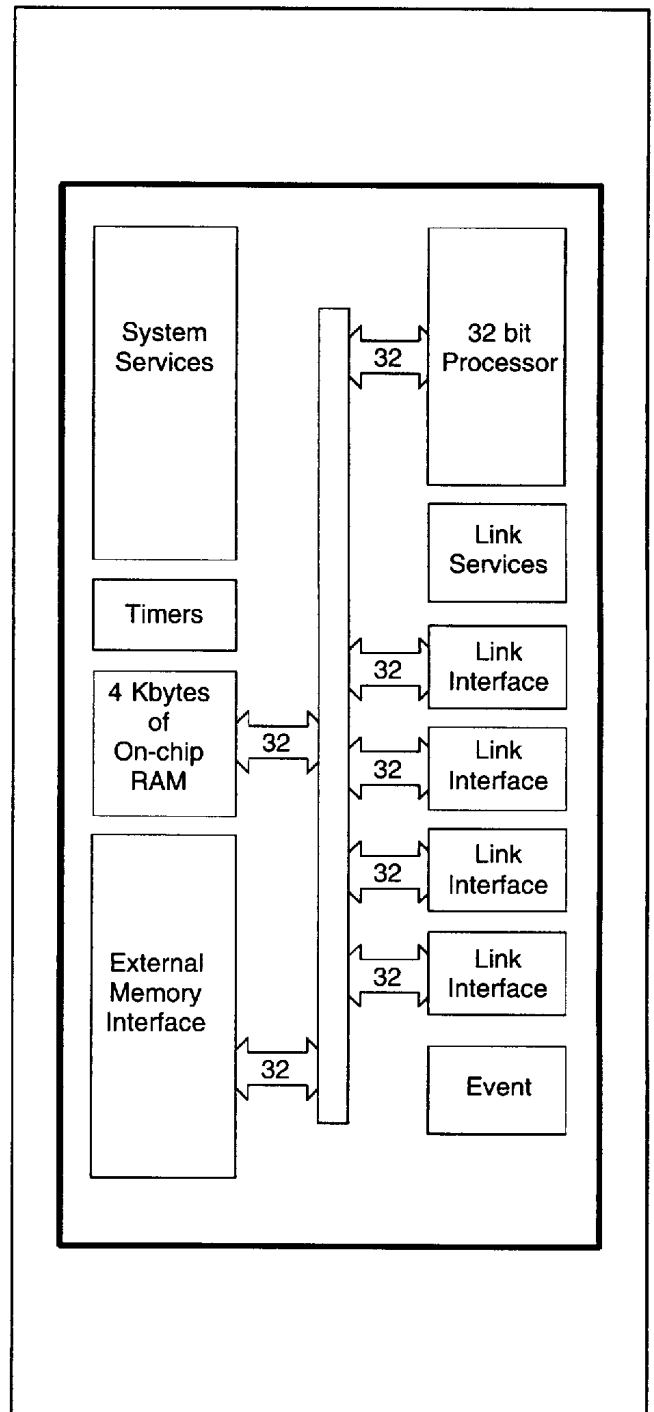 System
Services
32
32 bit
Processor
Link
Services
Timers
32
Link
Interface
4 Kbytes
of
On-chip
RAM
32
32
Link
Interface
32
Link
Interface
External
Memory
Interface
32
Link
Interface
32
Event